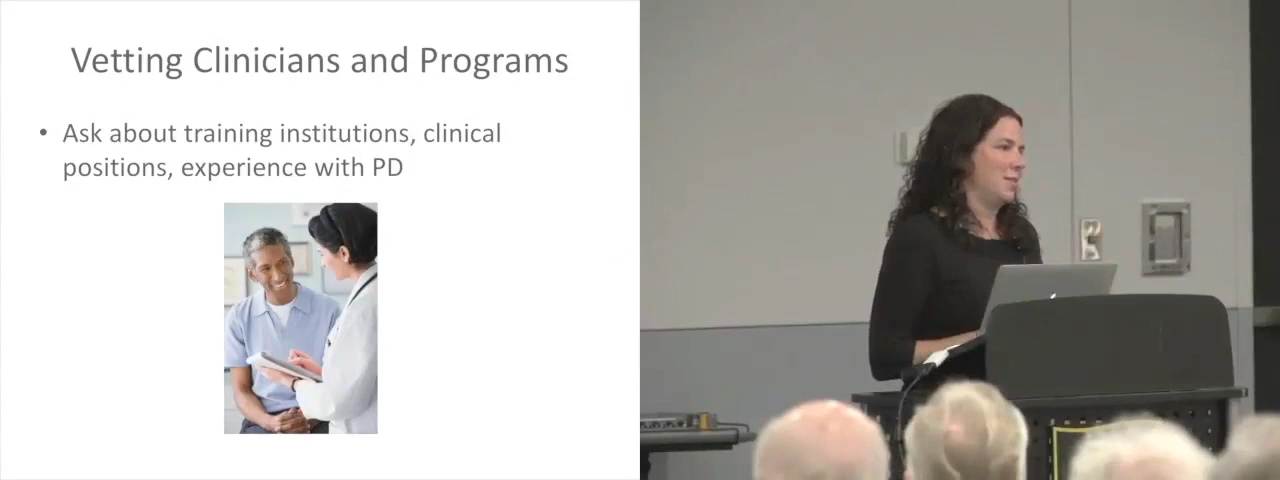 Vetting Clinicians and Programs
• Ask about training institutions, clinical
positions, experience with PD